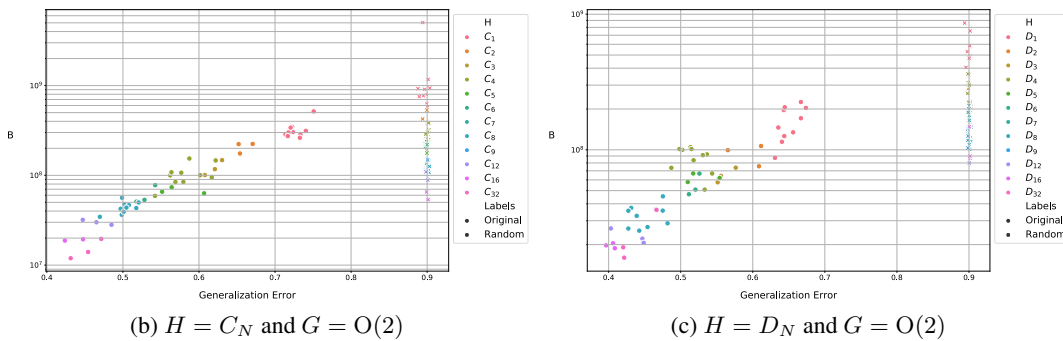 B
10⁹
10⁸
10⁷
0.4 0.5 0.6 0.7 0.8 0.9
Generalization Error
H
C₁
C₂
C₃
C₄
C₅
C₆
C₇
C₈
C₉
C₁₂
C₁₆
C₃₂
Labels
Original
Random
(b) H = C_N and G = O(2)
B
10⁹
10⁸
0.4 0.5 0.6 0.7 0.8 0.9
Generalization Error
H
D₁
D₂
D₃
D₄
D₅
D₆
D₇
D₈
D₉
D₁₂
D₁₆
D₃₂
Labels
Original
Random
(c) H = D_N and G = O(2)